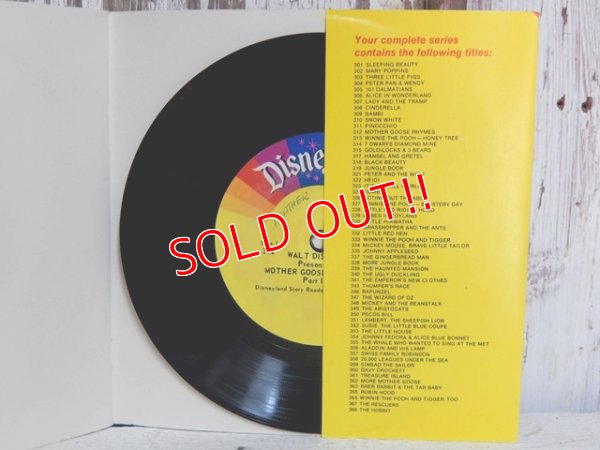 Your complete series
contains the following titles:
301 SLEEPING BEAUTY
302 MARY POPPINS
303 THREE LITTLE PIGS
304 PETER PAN & WENDY
305 101 DALMATIANS
306 ALICE IN WONDERLAND
307 LADY AND THE TRAMP
308 CINDERELLA
309 BAMBI
310 SNOW WHITE
311 PINOCCHIO
312 MOTHER GOOSE RHYMES
313 WINNIE THE POOH — HONEY TREE
314 7 DWARFS DIAMOND MINE
315 GOLDILOCKS & 3 BEARS
317 HANSEL AND GRETEL
318 BLACK BEAUTY
319 JUNGLE BOOK
321 PETER AND THE
322 HEIDI
GRASSHOPPER AND THE ANTS
332 LITTLE RED HEN
333 WINNIE THE POOH AND TIGGER
334 MICKEY MOUSE, BRAVE LITTLE TAILOR
335 JOHNNY APPLESEED
337 THE GINGERBREAD MAN
338 MORE JUNGLE BOOK
339 THE HAUNTED MANSION
340 THE UGLY DUCKLING
341 THE EMPEROR'S NEW CLOTHES
343 THUMPER'S RACE
346 RAPUNZEL
347 THE WIZARD OF OZ
348 MICKEY AND THE BEANSTALK
349 THE ARISTOCATS
350 PECOS BILL
351 LAMBERT, THE SHEEPISH LION
352 SUSIE, THE LITTLE BLUE COUPE
353 THE LITTLE HOUSE
354 JOHNNY FEDORA & ALICE BLUE BONNET
355 THE WHALE WHO WANTED TO SING AT THE MET
356 ALADDIN AND HIS LAMP
357 SWISS FAMILY ROBINSON
358 20,000 LEAGUES UNDER THE SEA
359 SINBAD THE SAILOR
360 DAVY CROCKETT
361 TREASURE ISLAND
362 MORE MOTHER GOOSE
363 BRER RABBIT & THE TAR BABY
365 ROBIN HOOD
366 WINNIE THE POOH AND TIGGER TOO
367 THE RESCUERS
368 THE HOBBIT
Disne
MOTHER
SOLD OUT!!
WALT DIS
Presen
MOTHER GOOSE
Part
Disneyland Story Reade